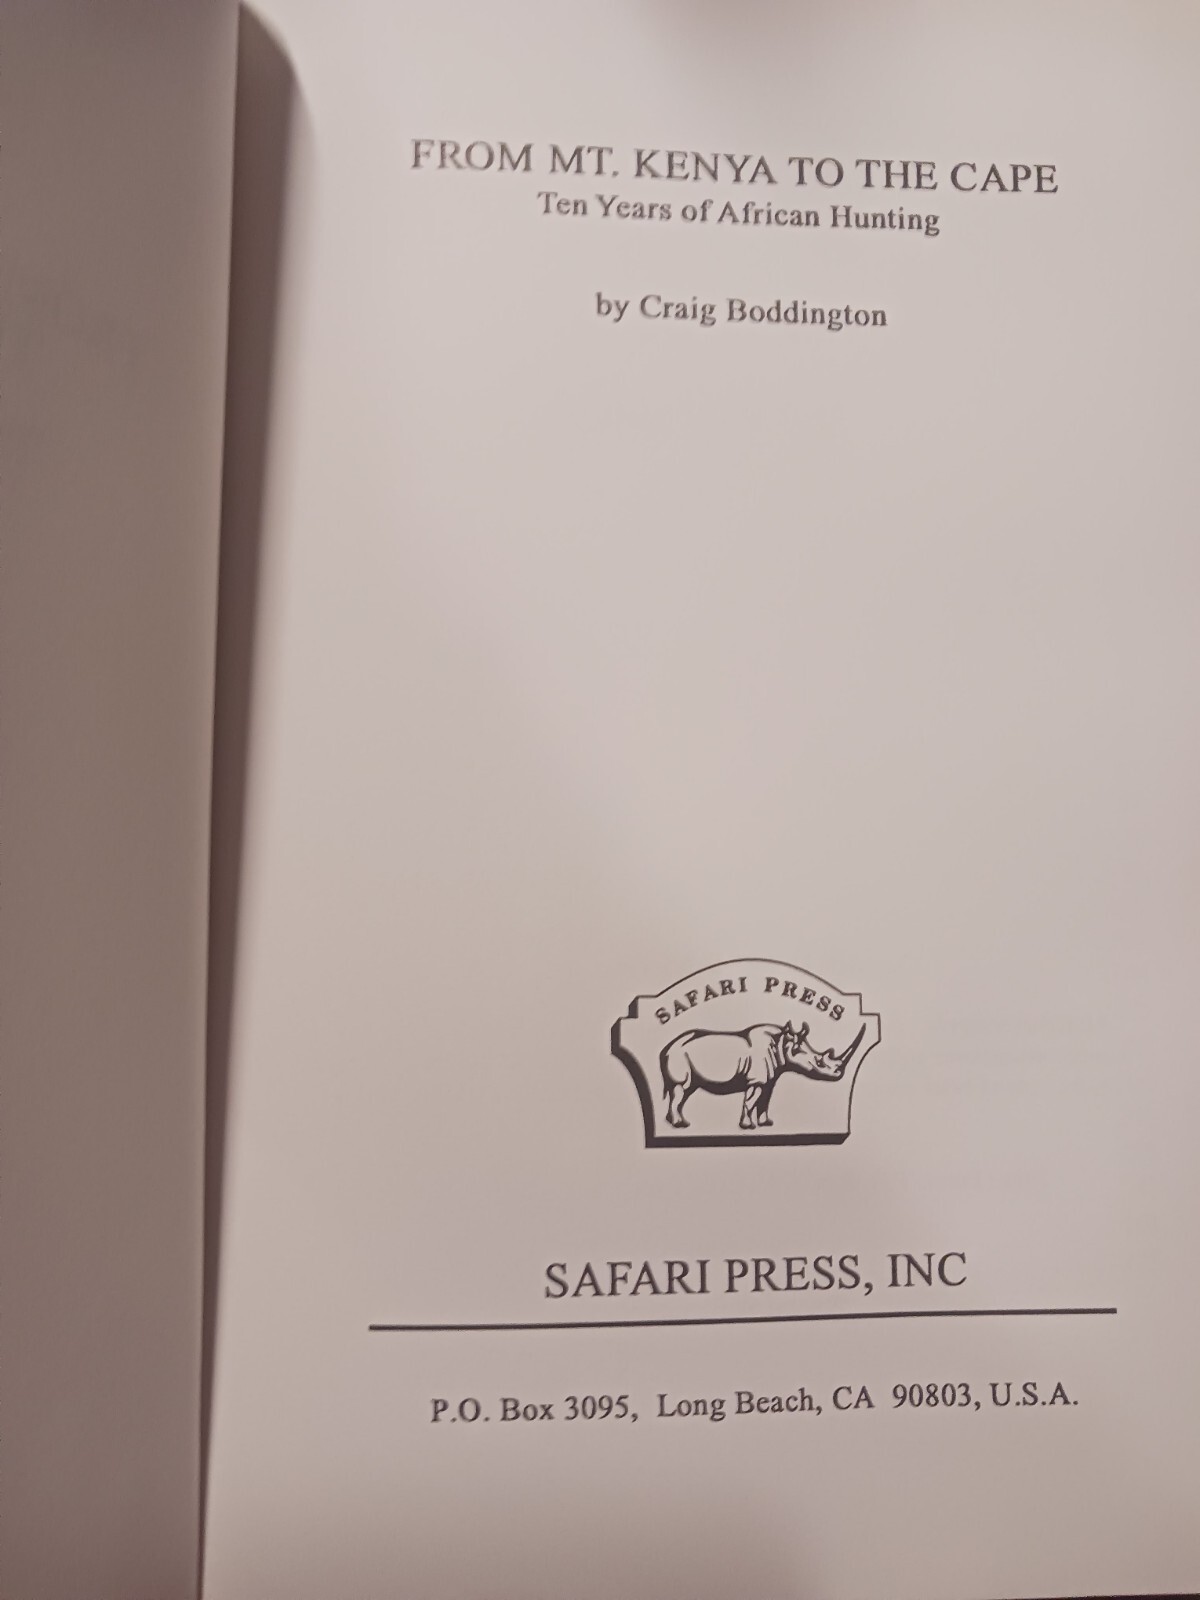 FROM MT. KENYA TO THE CAPE
Ten Years of African Hunting
by Craig Boddington
SAFARI PRESS
SAFARI PRESS, INC
P.O. Box 3095, Long Beach, CA 90803, U.S.A.